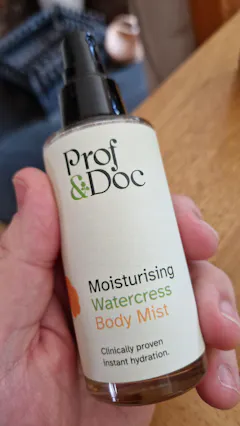 Prof
& Doc
Moisturising
Watercress
Body Mist
Clinically proven
instant hydration.